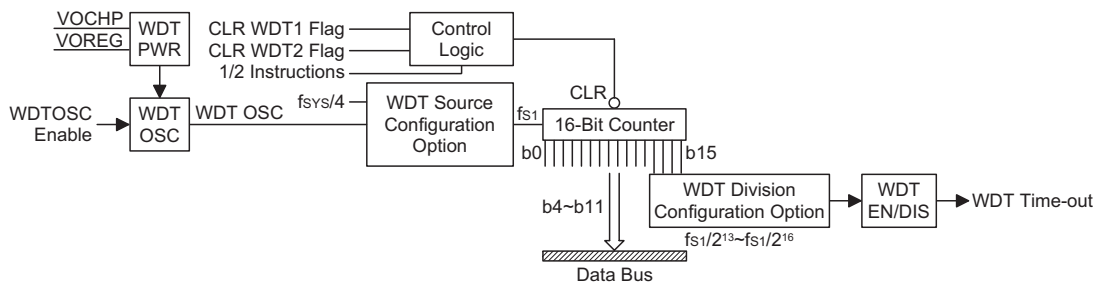 VOCHP
VOREG
WDT
PWR
CLR WDT1 Flag
CLR WDT2 Flag
1/2 Instructions
Control
Logic
WDTOSC
Enable
WDT
OSC
WDT OSC
fSYS/4
WDT Source
Configuration
Option
fS1
CLR
16-Bit Counter
b0
b15
b4~b11
Data Bus
WDT Division
Configuration Option
fS1/2¹³~fS1/2¹⁶
WDT
EN/DIS
WDT Time-out